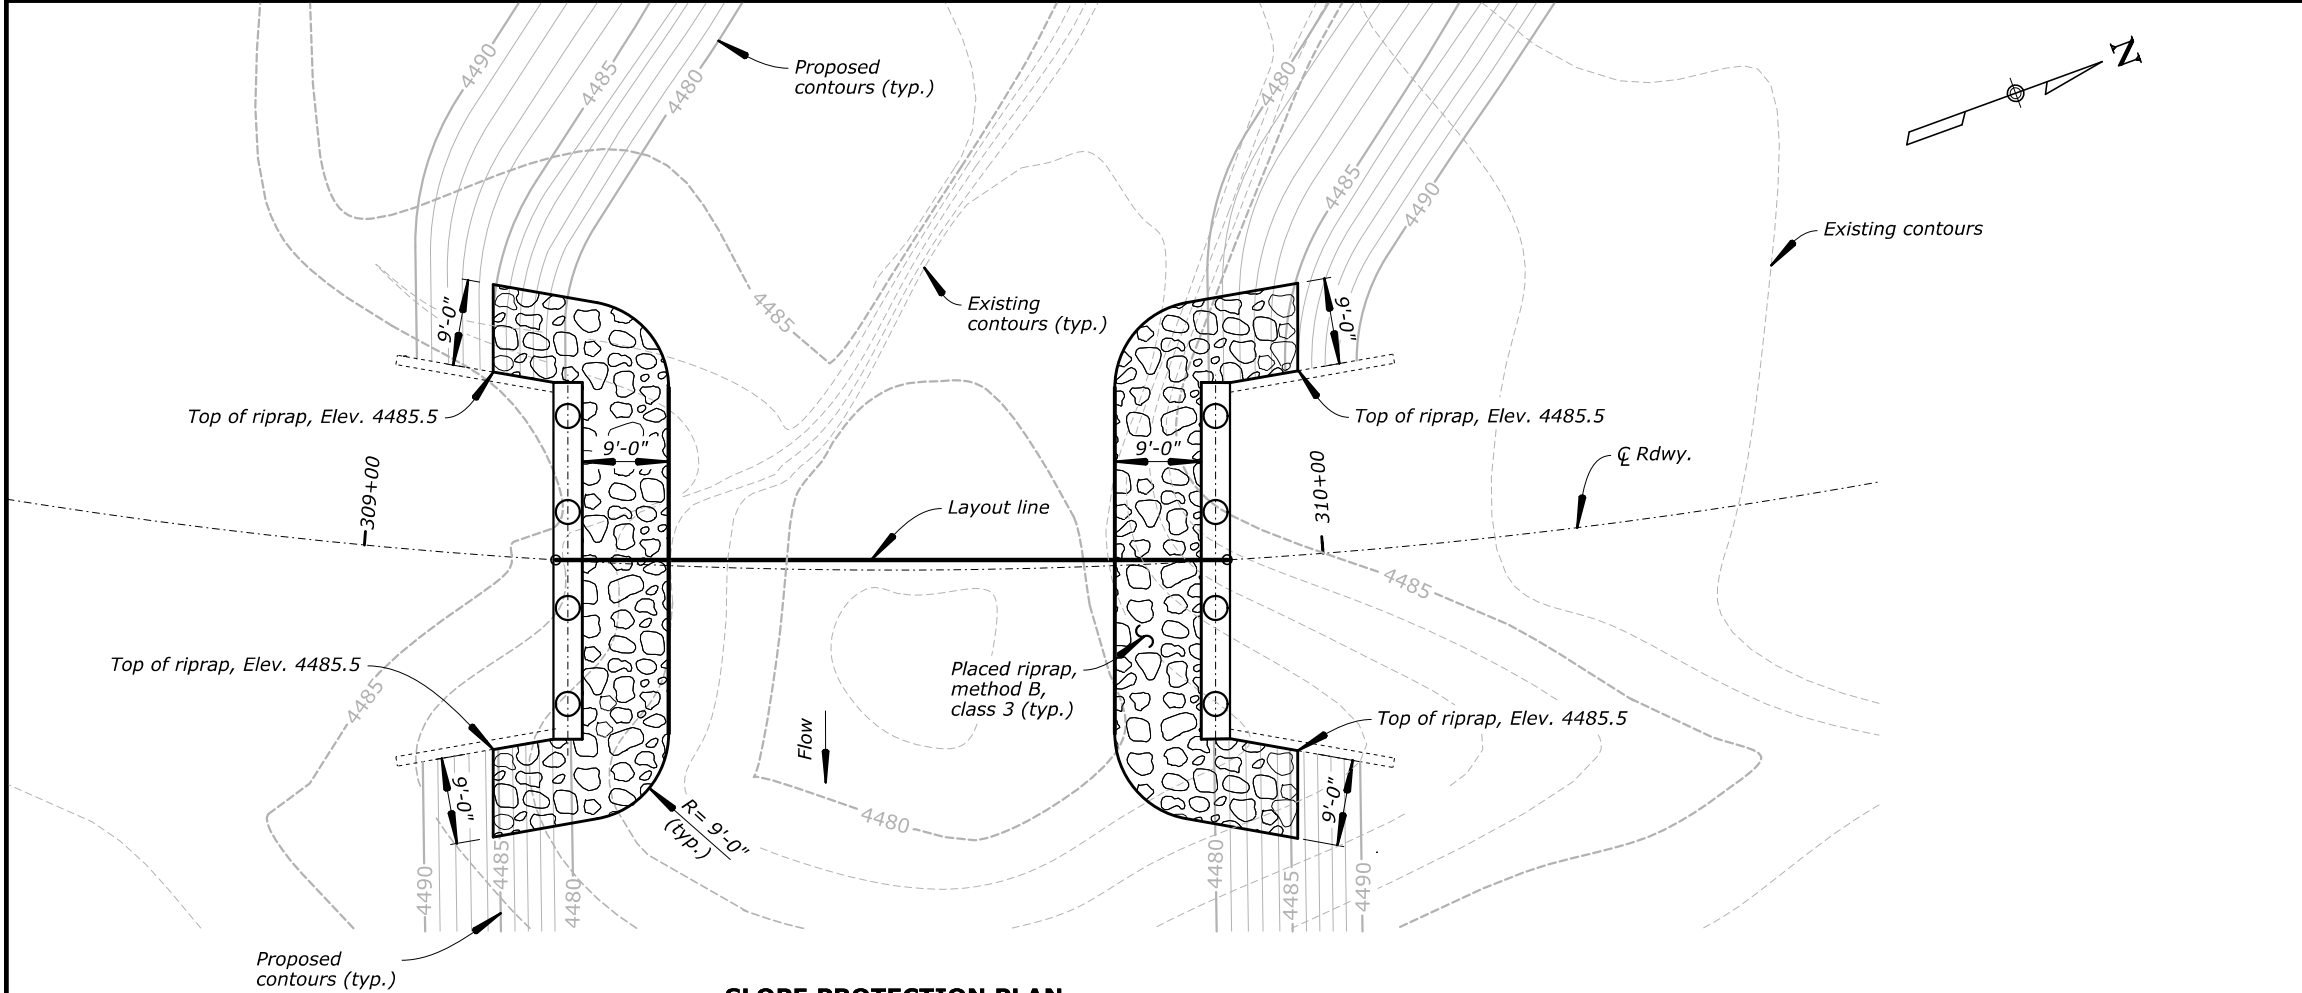 4490
4485
4480
Proposed
contours (typ.)
4480
4485
4490
N
Existing contours
Existing
contours (typ.)
4485
9'-0"
9'-0"
Top of riprap, Elev. 4485.5
Top of riprap, Elev. 4485.5
9'-0"
9'-0"
309+00
310+00
℄ Rdwy.
Layout line
4485
Top of riprap, Elev. 4485.5
4485
Placed riprap,
method B,
class 3 (typ.)
Top of riprap, Elev. 4485.5
Flow
9'-0"
9'-0"
R= 9'-0"
(typ.)
4480
4490
4485
4480
4480
4485
4490
Proposed
contours (typ.)
SLOPE PROTECTION PLAN